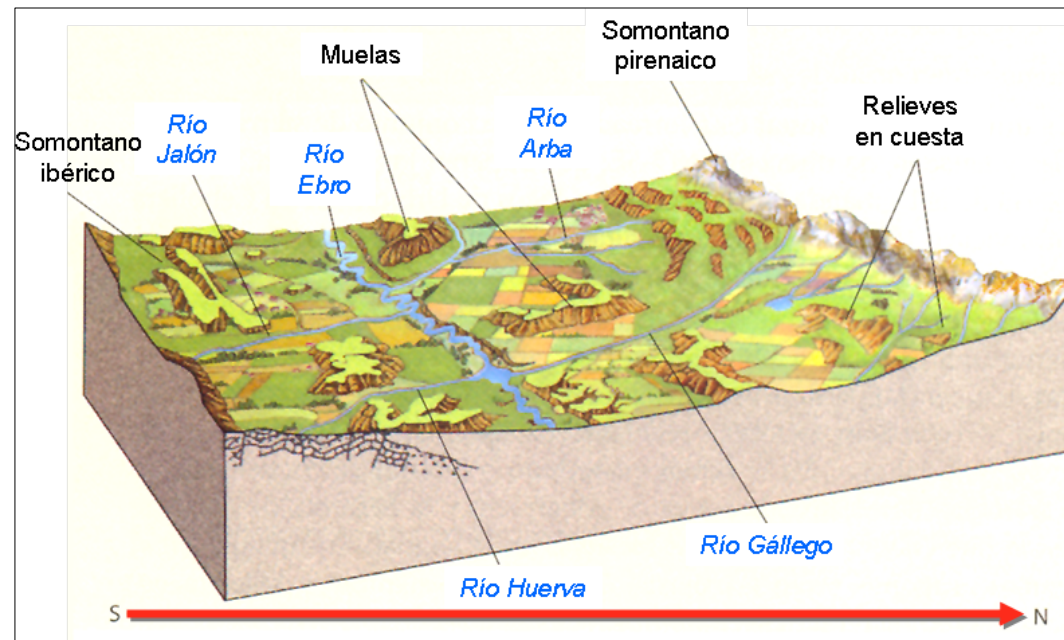 Somontano
pirenaico
Muelas
Relieves
en cuesta
Río
Arba
Río
Jalón
Somontano
ibérico
Río
Ebro
Río Gállego
Río Huerva
S
N